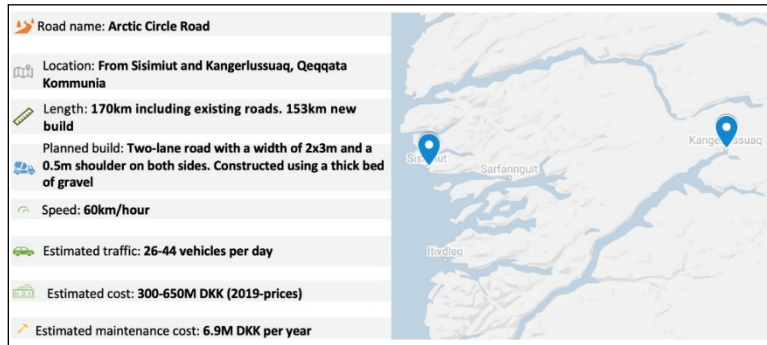 Road name: Arctic Circle Road
Location: From Sisimiut and Kangerlussuaq, Qeqqata
Kommunia
Length: 170km including existing roads. 153km new
build
Planned build: Two-lane road with a width of 2x3m and a
0.5m shoulder on both sides. Constructed using a thick bed
of gravel
Speed: 60km/hour
Estimated traffic: 26-44 vehicles per day
Estimated cost: 300-650M DKK (2019-prices)
Estimated maintenance cost: 6.9M DKK per year
Kangerlussuaq
Sisimiut
Sarfannguit
Itivdleq